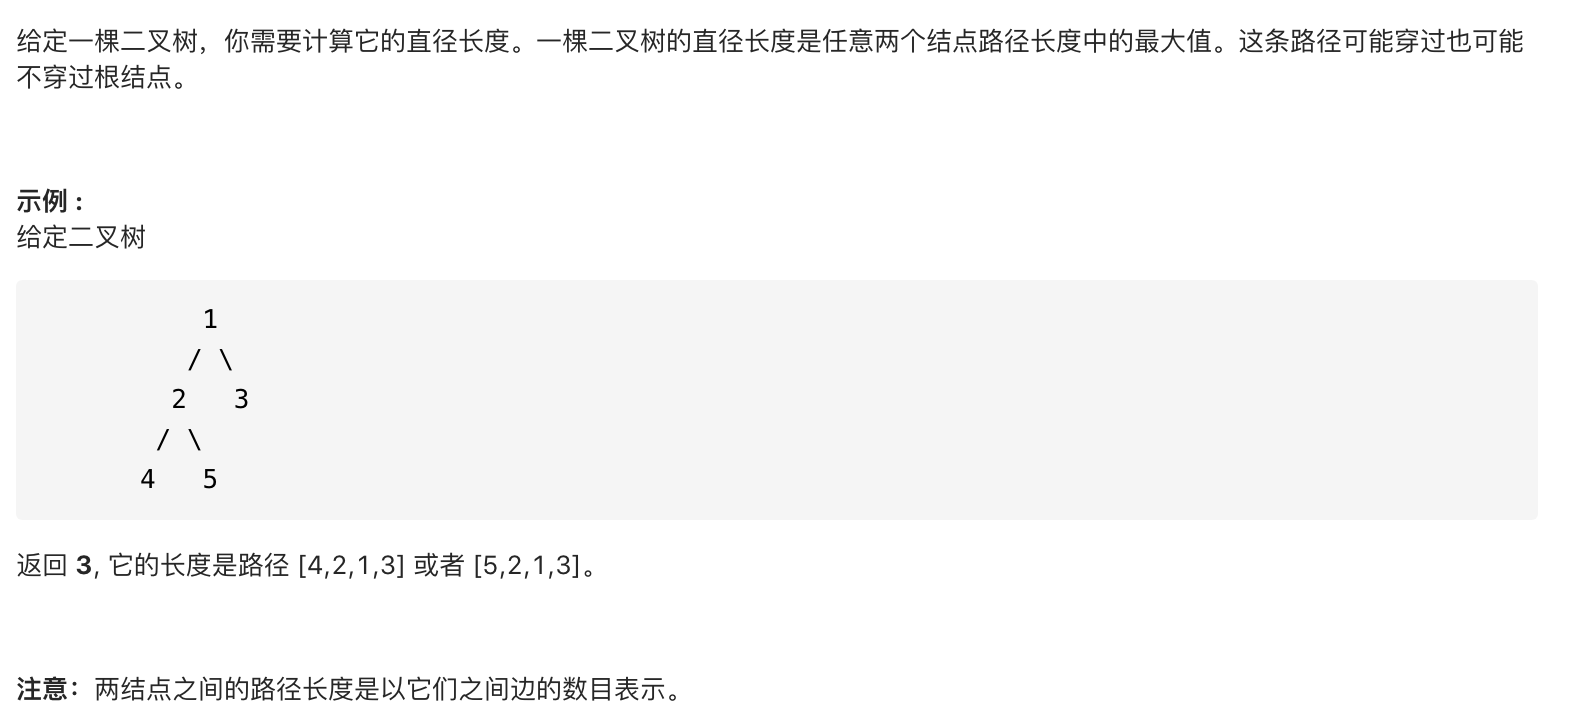 给定一棵二叉树，你需要计算它的直径长度。一棵二叉树的直径长度是任意两个结点路径长度中的最大值。这条路径可能穿过也可能
不穿过根结点。
示例 :
给定二叉树
          1
         / \
        2   3
       / \
      4   5
返回 3, 它的长度是路径 [4,2,1,3] 或者 [5,2,1,3]。
注意：两结点之间的路径长度是以它们之间边的数目表示。